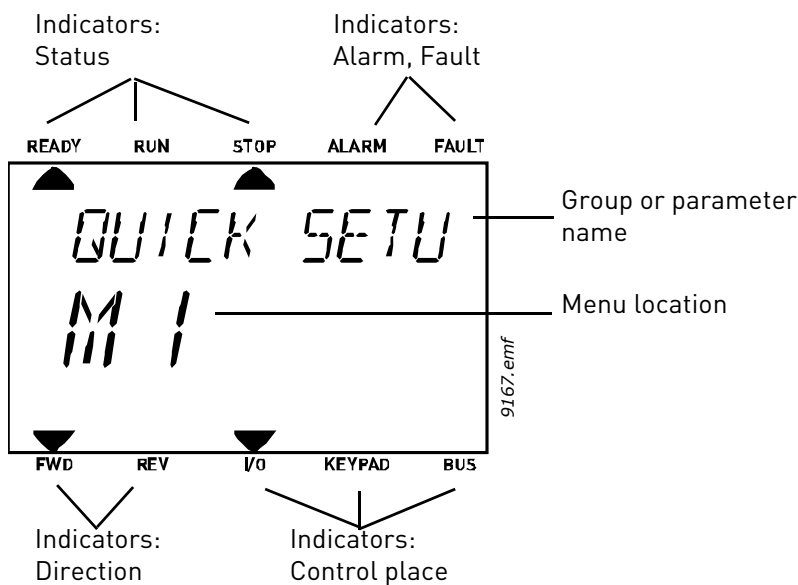 Indicators:
Status
Indicators:
Alarm, Fault
READY RUN STOP ALARM FAULT
QUICK SETU
Group or parameter
name
M 1
Menu location
9167.emf
FWD REV I/O KEYPAD BUS
Indicators:
Direction
Indicators:
Control place